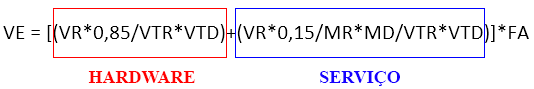 VE = [(VR*0,85/VTR*VTD)+(VR*0,15/MR*MD/VTR*VTD)]*FA
HARDWARE SERVIÇO